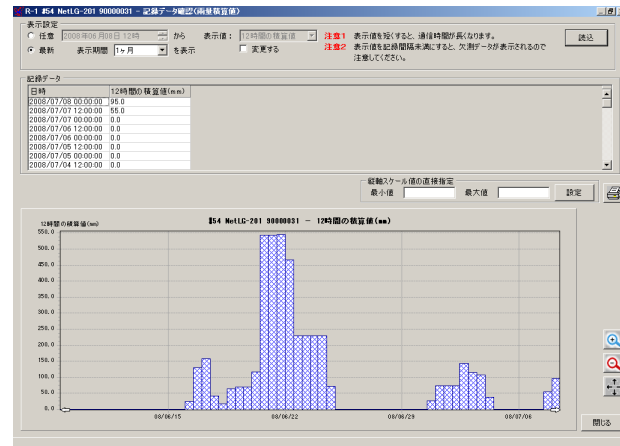 R-1 #54 NetLG-201 90000031 - 記録データ確認(雨量積算値)
表示設定
任意 2008年06月08日 12時 から 表示値: 12時間の積算値 注意1 表示値を短くすると、通信時間が長くなります。 読込
最新 表示期間 1ヶ月 を表示 変更する 注意2 表示値を記録間隔未満にすると、欠測データが表示されるので
注意してください。
記録データ
日時 12時間の積算値(mm)
2008/07/08 00:00:00 95.0
2008/07/07 12:00:00 55.0
2008/07/07 00:00:00 0.0
2008/07/06 12:00:00 0.0
2008/07/06 00:00:00 0.0
2008/07/05 12:00:00 0.0
2008/07/05 00:00:00 0.0
2008/07/04 12:00:00 0.0
縦軸スケール値の直接指定
最小値 最大値 設定
#54 NetLG-201 90000031 - 12時間の積算値(mm)
12時間の積算値(mm)
550.0
500.0
450.0
400.0
350.0
300.0
250.0
200.0
150.0
100.0
50.0
0.0
08/06/15 08/06/22 08/06/29 08/07/06
閉じる